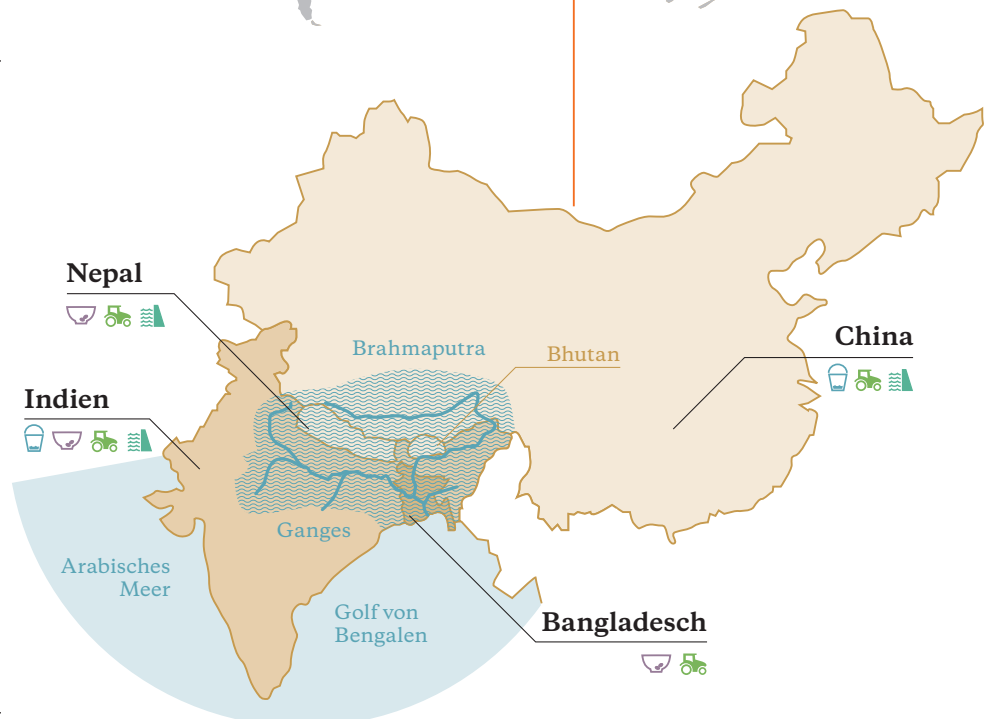 Nepal
China
Brahmaputra
Bhutan
Indien
Ganges
Arabisches
Meer
Golf von
Bengalen
Bangladesch